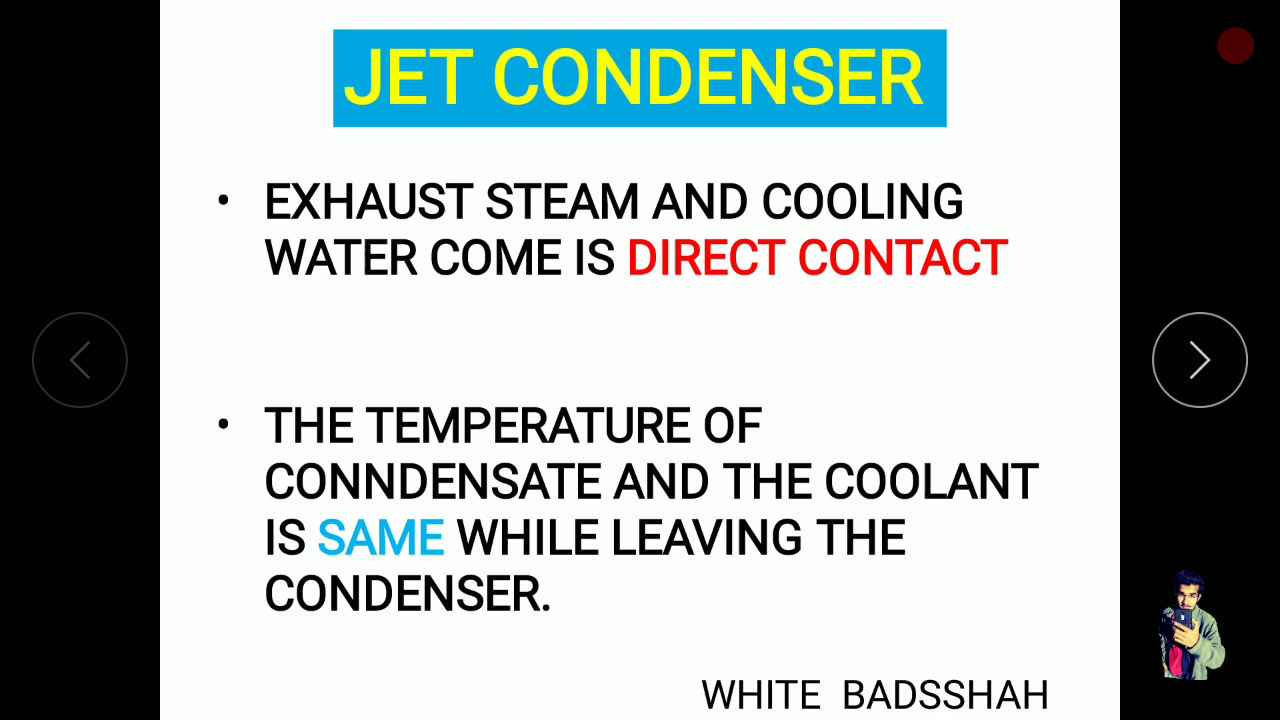 JET CONDENSER
• EXHAUST STEAM AND COOLING
WATER COME IS DIRECT CONTACT
• THE TEMPERATURE OF
CONNDENSATE AND THE COOLANT
IS SAME WHILE LEAVING THE
CONDENSER.
WHITE BADSSHAH